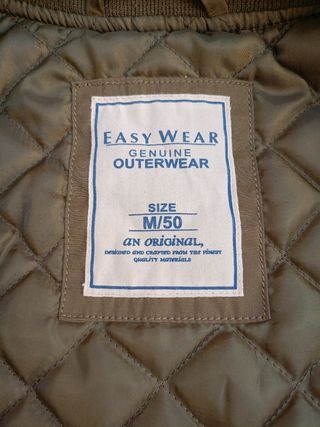 EASY WEAR
GENUINE
OUTERWEAR
SIZE
M/50
an ORIGINAL,
DESIGNED AND CRAFTED FROM THE FINEST
QUALITY MATERIALS